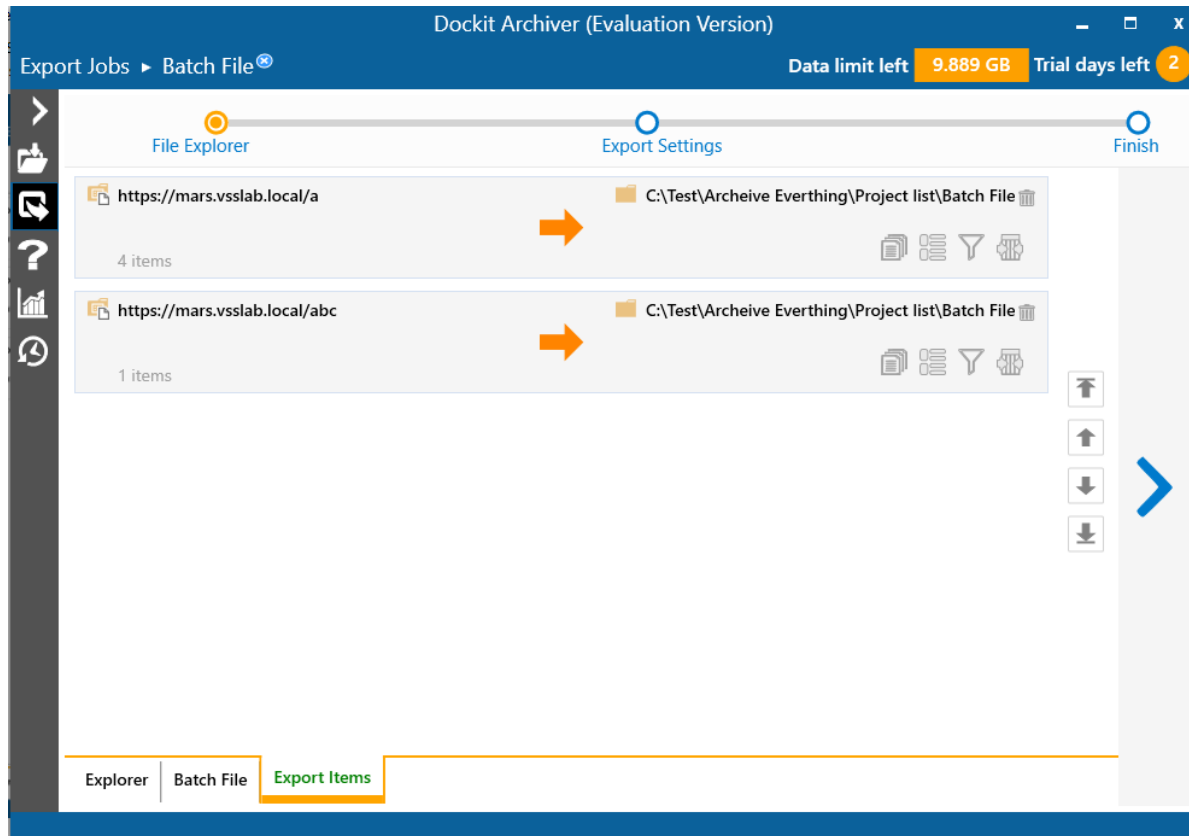 Dockit Archiver (Evaluation Version)
Export Jobs ► Batch File
Data limit left 9.889 GB Trial days left 2
File Explorer
Export Settings
Finish
https://mars.vsslab.local/a
C:\Test\Archeive Everthing\Project list\Batch File
4 items
https://mars.vsslab.local/abc
C:\Test\Archeive Everthing\Project list\Batch File
1 items
Explorer
Batch File
Export Items